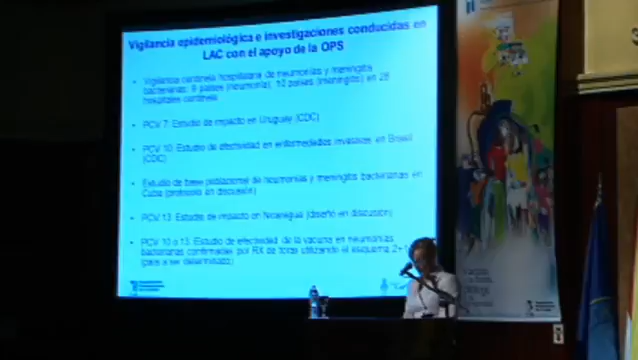 Vigilancia epidemiológica e investigaciones conducidas en
LAC con el apoyo de la OPS
• Vigilancia centinela hospitalaria de neumonías y meningitis
bacterianas: 9 países (neumonía), 10 países (meningitis) en 28
hospitales centinela
• PCV 7: Estudio de impacto en Uruguay (CDC)
• PCV 10: Estudio de efectividad en enfermedades invasivas en Brasil
(CDC)
• Estudio de base poblacional de neumonías y meningitis bacterianas en
Cuba (protocolo en discusión)
• PCV 13: Estudio de impacto en Nicaragua (diseño en discusión)
• PCV 10 o 13: Estudio de efectividad de la vacuna en neumonías
bacterianas confirmadas por RX de tórax utilizando el esquema 2+1
(país a ser determinado)